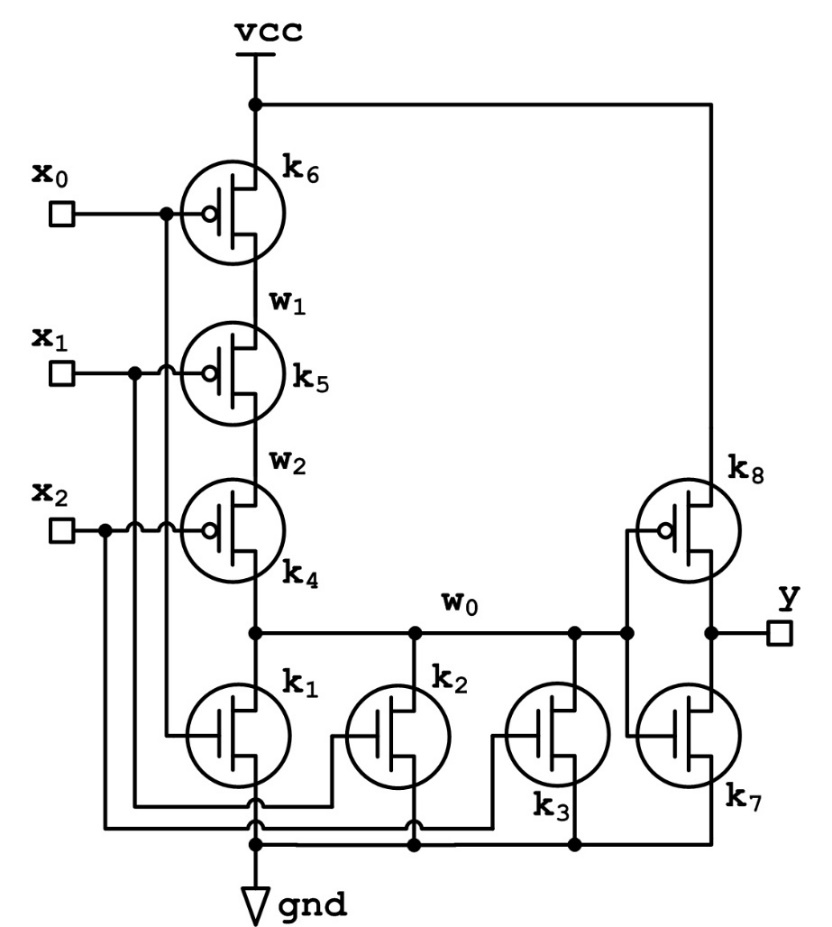 vcc
x₀
k₆
w₁
x₁
k₅
w₂
x₂
k₈
k₄
w₀
y
k₁
k₂
k₃
k₇
gnd